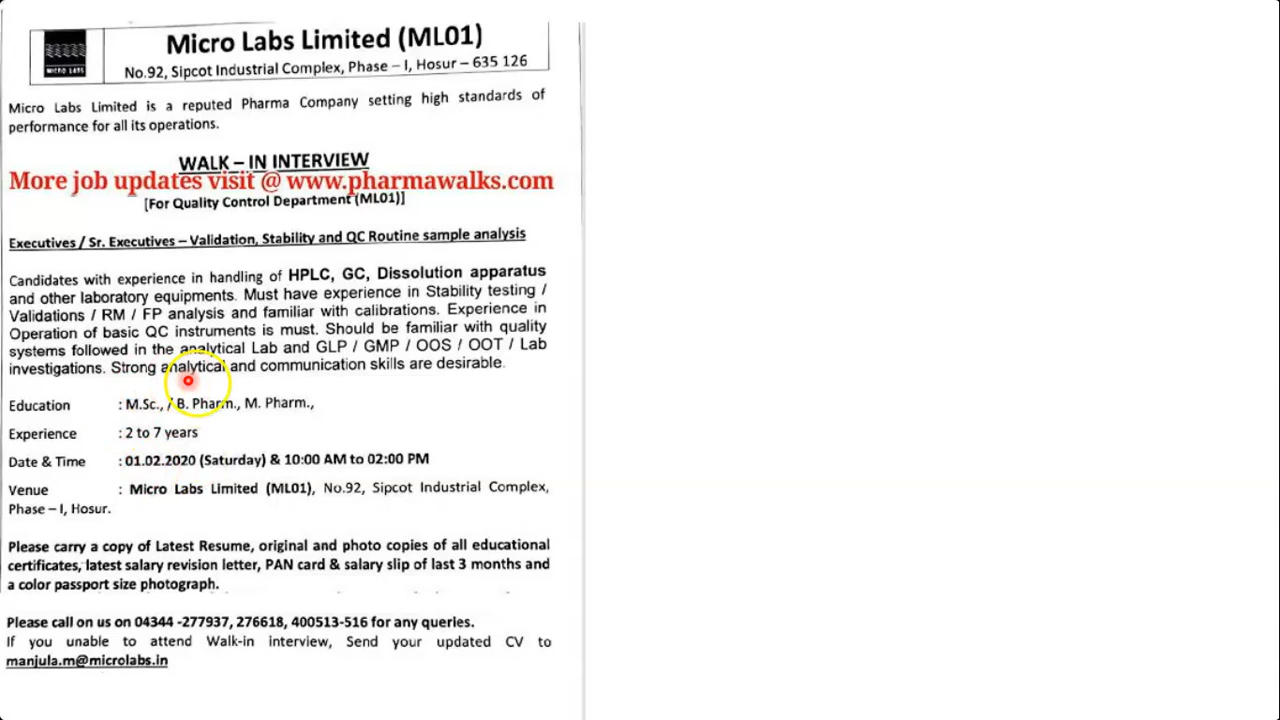 Micro Labs Limited (ML01)
MICRO LABS
No.92, Sipcot Industrial Complex, Phase – I, Hosur – 635 126
Micro Labs Limited is a reputed Pharma Company setting high standards of
performance for all its operations.
WALK – IN INTERVIEW
More job updates visit @ www.pharmawalks.com
[For Quality Control Department (ML01)]
Executives / Sr. Executives – Validation, Stability and QC Routine sample analysis
Candidates with experience in handling of HPLC, GC, Dissolution apparatus
and other laboratory equipments. Must have experience in Stability testing /
Validations / RM / FP analysis and familiar with calibrations. Experience in
Operation of basic QC instruments is must. Should be familiar with quality
systems followed in the analytical Lab and GLP / GMP / OOS / OOT / Lab
investigations. Strong analytical and communication skills are desirable.
Education : M.Sc., / B. Pharm., M. Pharm.,
Experience : 2 to 7 years
Date & Time : 01.02.2020 (Saturday) & 10:00 AM to 02:00 PM
Venue : Micro Labs Limited (ML01), No.92, Sipcot Industrial Complex,
Phase – I, Hosur.
Please carry a copy of Latest Resume, original and photo copies of all educational
certificates, latest salary revision letter, PAN card & salary slip of last 3 months and
a color passport size photograph.
Please call on us on 04344 -277937, 276618, 400513-516 for any queries.
If you unable to attend Walk-in interview, Send your updated CV to
manjula.m@microlabs.in